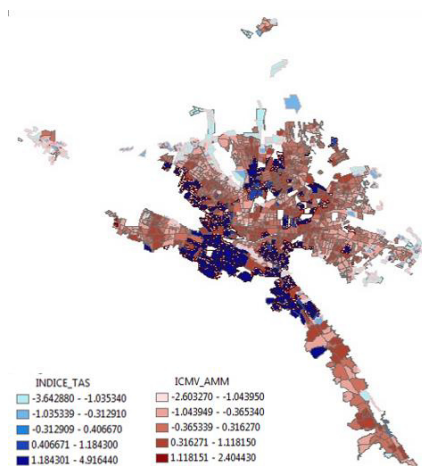 INDICE_TAS
-3.642880 - -1.035340
-1.035339 - -0.312910
-0.312909 - 0.406670
0.406671 - 1.184300
1.184301 - 4.916440
ICMV_AMM
-2.603270 - -1.043950
-1.043949 - -0.365340
-0.365339 - 0.316270
0.316271 - 1.118150
1.118151 - 2.404430